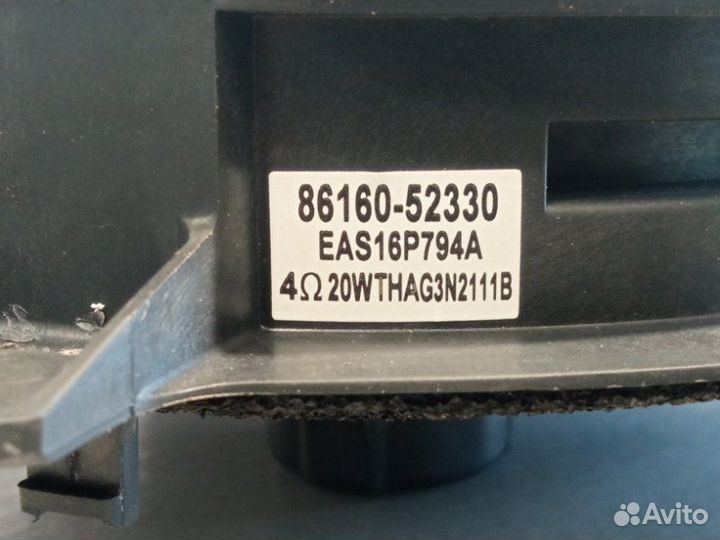 86160-52330
EAS16P794A
4Ω 20WTHAG3N2111B
Avito